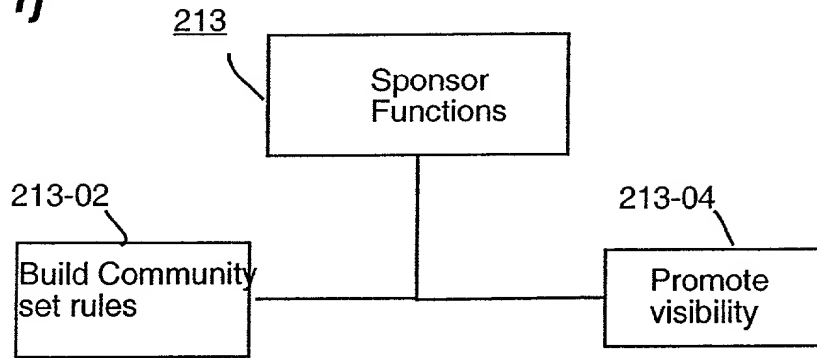 213
Sponsor
Functions
213-02
213-04
Build Community
set rules
Promote
visibility